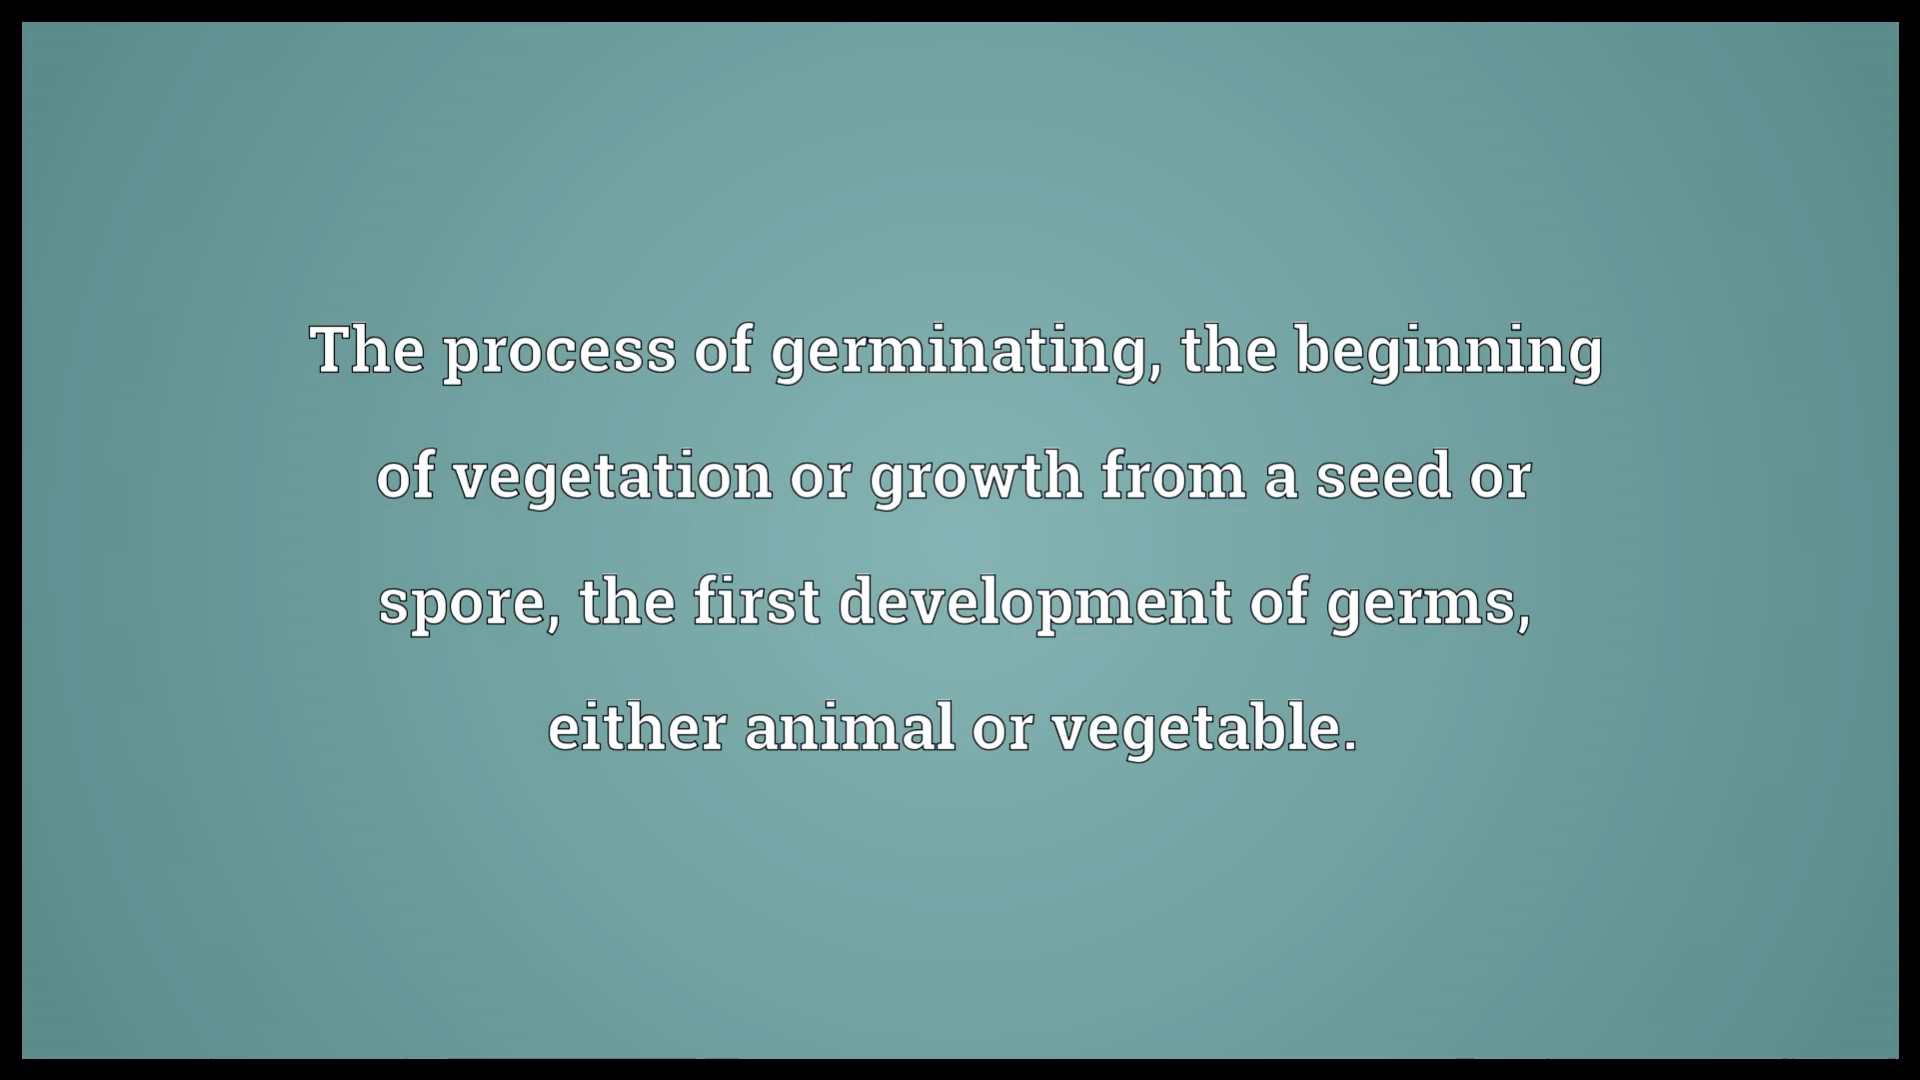 The process of germinating, the beginning
of vegetation or growth from a seed or
spore, the first development of germs,
either animal or vegetable.